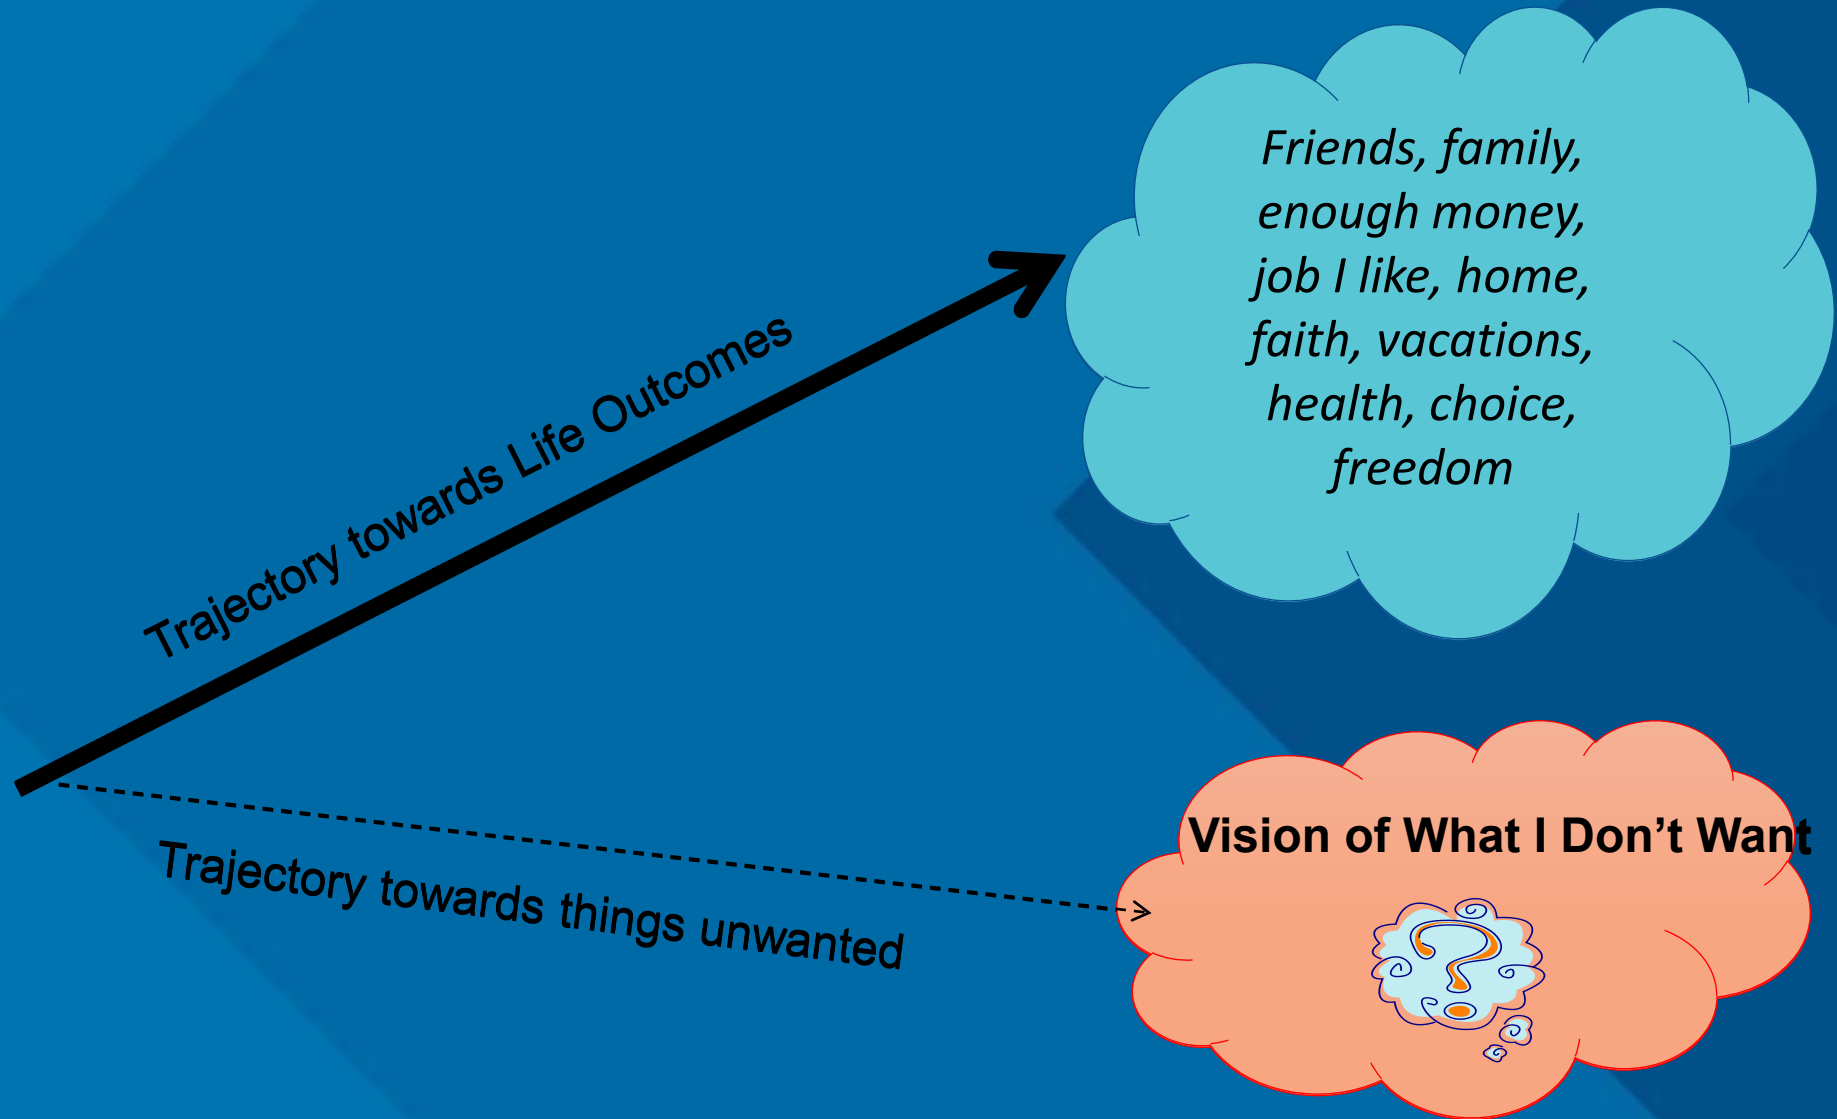 Friends, family,
enough money,
job I like, home,
faith, vacations,
health, choice,
freedom
Trajectory towards Life Outcomes
Vision of What I Don’t Want
Trajectory towards things unwanted
?